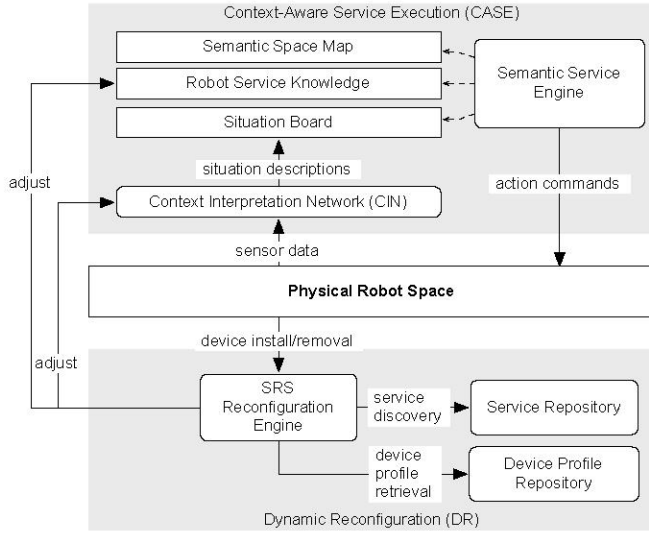 Context-Aware Service Execution (CASE)
Semantic Space Map
Robot Service Knowledge
Situation Board
Semantic Service
Engine
situation descriptions
adjust
action commands
Context Interpretation Network (CIN)
sensor data
Physical Robot Space
device install/removal
adjust
SRS
Reconfiguration
Engine
service
discovery
Service Repository
device
profile
retrieval
Device Profile
Repository
Dynamic Reconfiguration (DR)